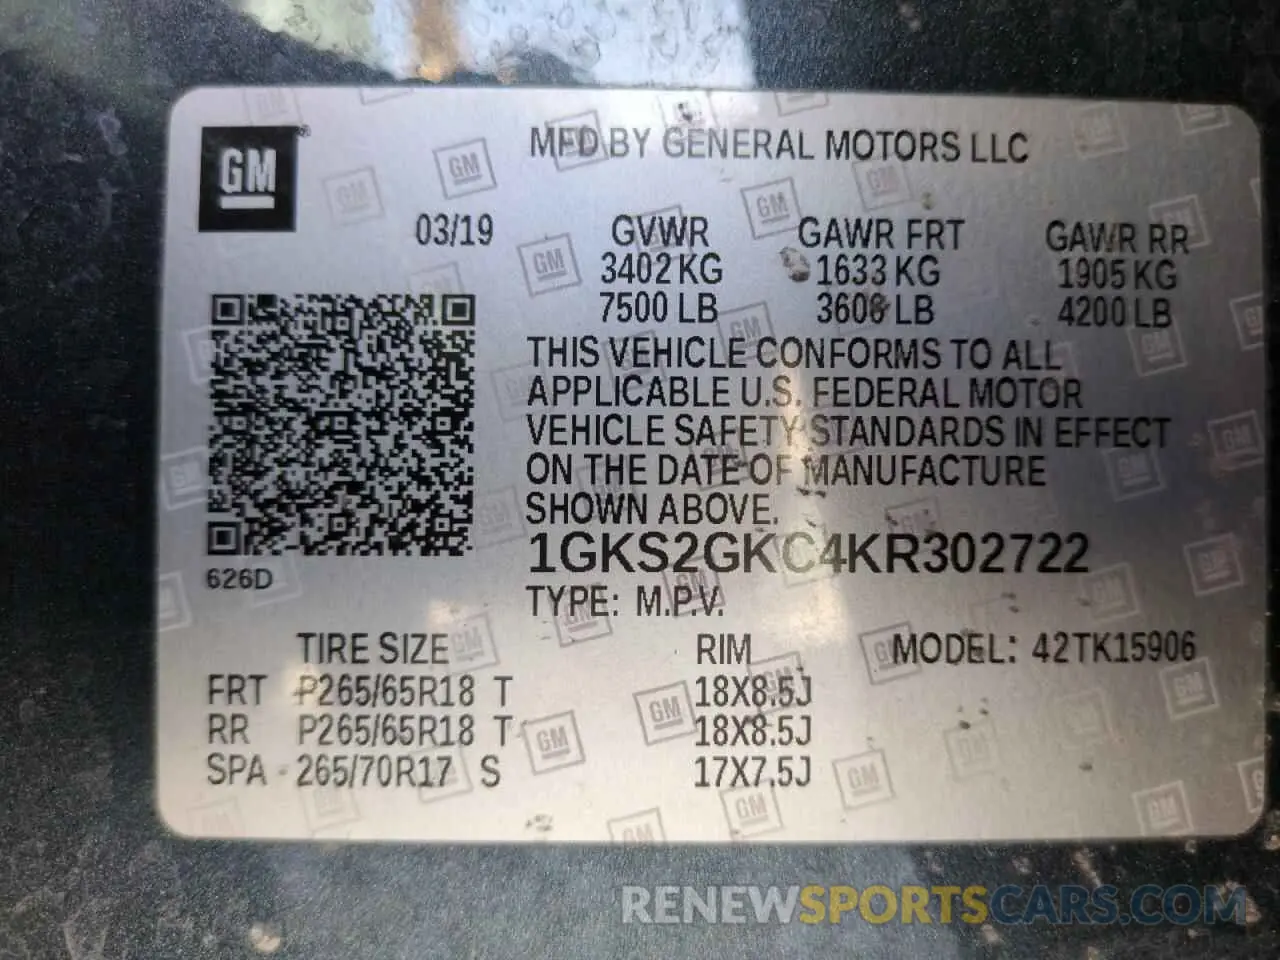 GM
MFD BY GENERAL MOTORS LLC
03/19 GVWR GAWR FRT GAWR RR
3402 KG 1633 KG 1905 KG
7500 LB 3600 LB 4200 LB
THIS VEHICLE CONFORMS TO ALL
APPLICABLE U.S. FEDERAL MOTOR
VEHICLE SAFETY STANDARDS IN EFFECT
ON THE DATE OF MANUFACTURE
SHOWN ABOVE.
1GKS2GKC4KR302722
626D
TYPE: M.P.V.
TIRE SIZE RIM MODEL: 42TK15906
FRT P265/65R18 T 18X8.5J
RR P265/65R18 T 18X8.5J
SPA 265/70R17 S 17X7.5J
RENEWSPORTSCARS.COM